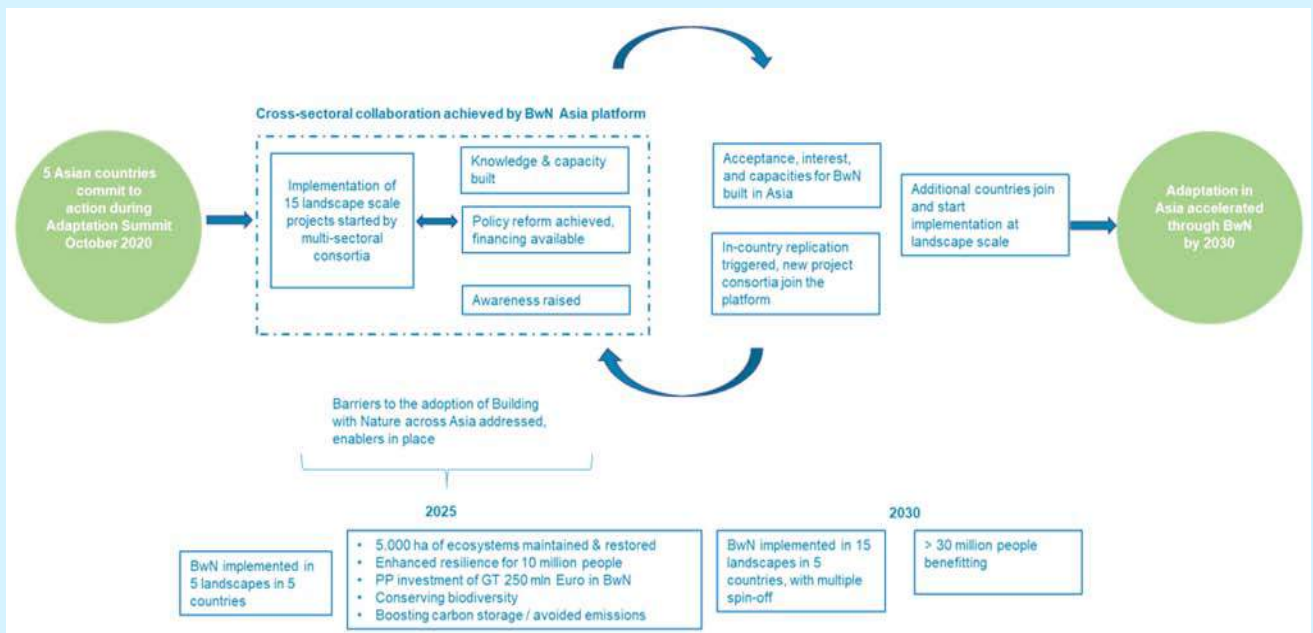 Cross-sectoral collaboration achieved by BwN Asia platform
5 Asian countries
commit to
action during
Adaptation Summit
October 2020
Implementation of
15 landscape scale
projects started by
multi-sectoral
consortia
Knowledge & capacity
built
Policy reform achieved,
financing available
Awareness raised
Acceptance, interest,
and capacities for BwN
built in Asia
In-country replication
triggered, new project
consortia join the
platform
Additional countries join
and start
implementation at
landscape scale
Adaptation in
Asia accelerated
through BwN
by 2030
Barriers to the adoption of Building
with Nature across Asia addressed,
enablers in place
2025
BwN implemented in
5 landscapes in 5
countries
• 5.000 ha of ecosystems maintained & restored
• Enhanced resilience for 10 million people
• PP investment of GT 250 mln Euro in BwN
• Conserving biodiversity
• Boosting carbon storage / avoided emissions
2030
BwN implemented in 15
landscapes in 5
countries, with multiple
spin-off
> 30 million people
benefitting